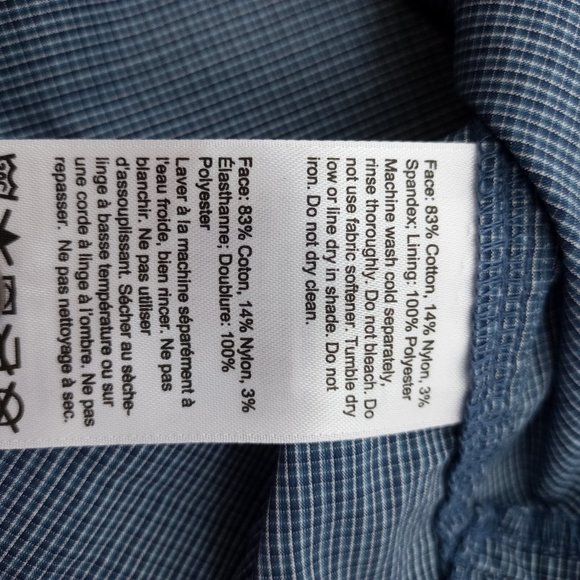 Face: 83% Cotton, 14% Nylon, 3%
Spandex; Lining: 100% Polyester
Machine wash cold separately,
rinse thoroughly. Do not bleach. Do
not use fabric softener. Tumble dry
low or line dry in shade. Do not
iron. Do not dry clean.
Face: 83% Coton, 14% Nylon, 3%
Élasthanne; Doublure: 100%
Polyester
Laver à la machine séparément à
l'eau froide, bien rincer. Ne pas
blanchir. Ne pas utiliser
d'assouplissant. Sécher au sèche-
linge à basse température ou sur
une corde à linge à l'ombre. Ne pas
repasser. Ne pas nettoyage à sec.